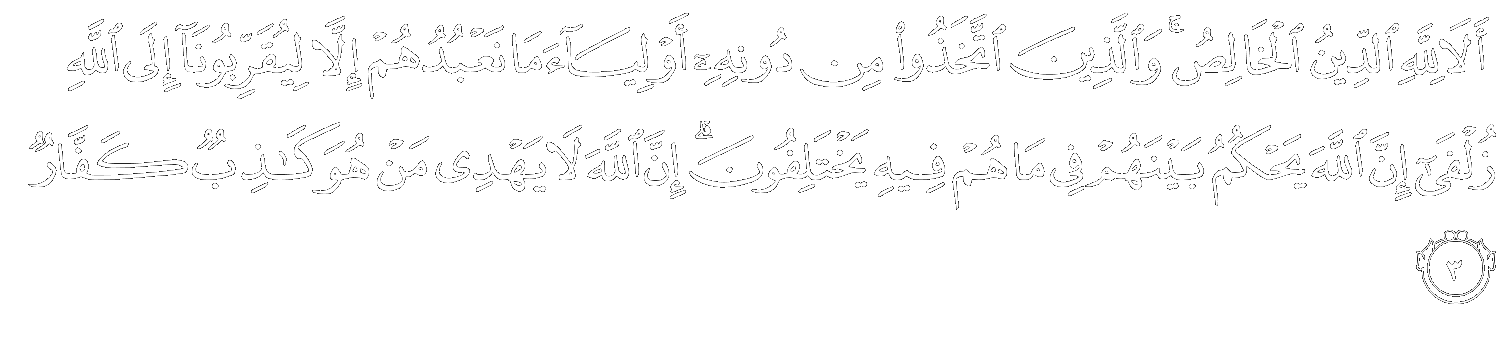 أَلَا لِلَّهِ ٱلدِّينُ ٱلْخَالِصُ ۚ وَٱلَّذِينَ ٱتَّخَذُوا۟ مِن دُونِهِۦٓ أَوْلِيَآءَ مَا نَعْبُدُهُمْ إِلَّا لِيُقَرِّبُونَآ إِلَى ٱللَّهِ
زُلْفَىٰٓ إِنَّ ٱللَّهَ يَحْكُمُ بَيْنَهُمْ فِى مَا هُمْ فِيهِ يَخْتَلِفُونَ ۗ إِنَّ ٱللَّهَ لَا يَهْدِى مَنْ هُوَ كَـٰذِبٌ كَفَّارٌ
٣